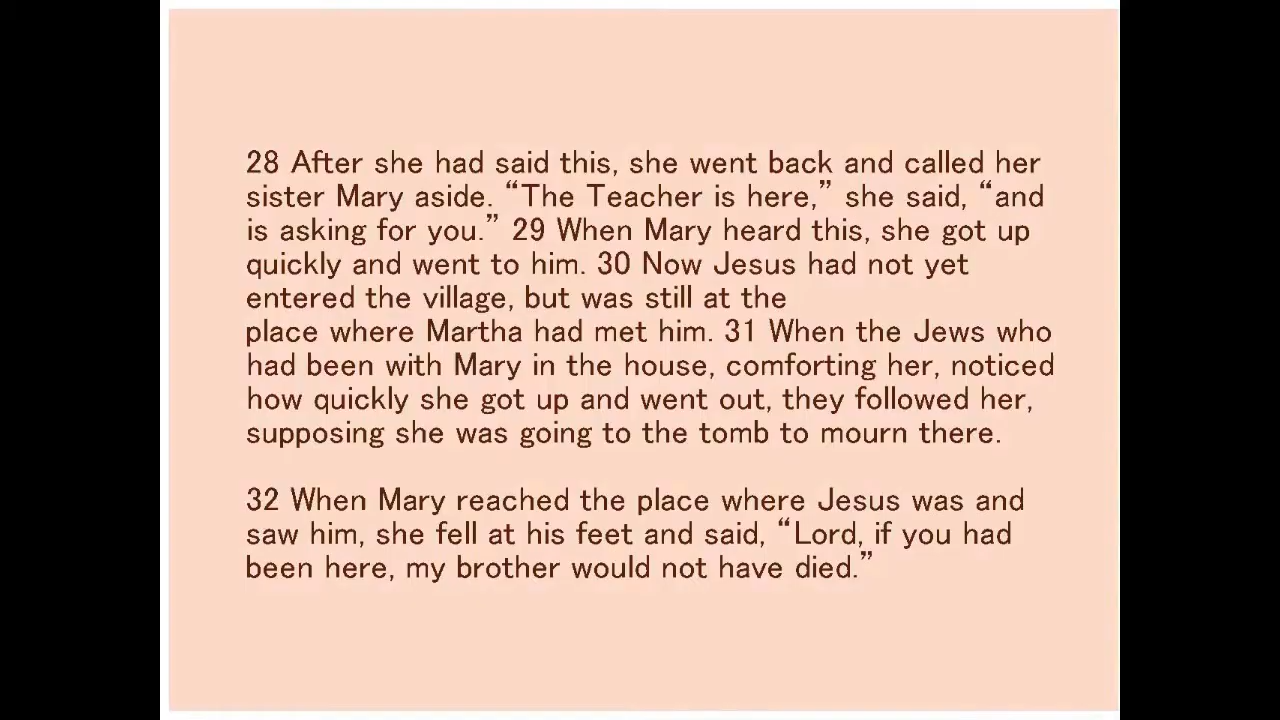 28 After she had said this, she went back and called her
sister Mary aside. “The Teacher is here,” she said, “and
is asking for you.” 29 When Mary heard this, she got up
quickly and went to him. 30 Now Jesus had not yet
entered the village, but was still at the
place where Martha had met him. 31 When the Jews who
had been with Mary in the house, comforting her, noticed
how quickly she got up and went out, they followed her,
supposing she was going to the tomb to mourn there.
32 When Mary reached the place where Jesus was and
saw him, she fell at his feet and said, “Lord, if you had
been here, my brother would not have died.”